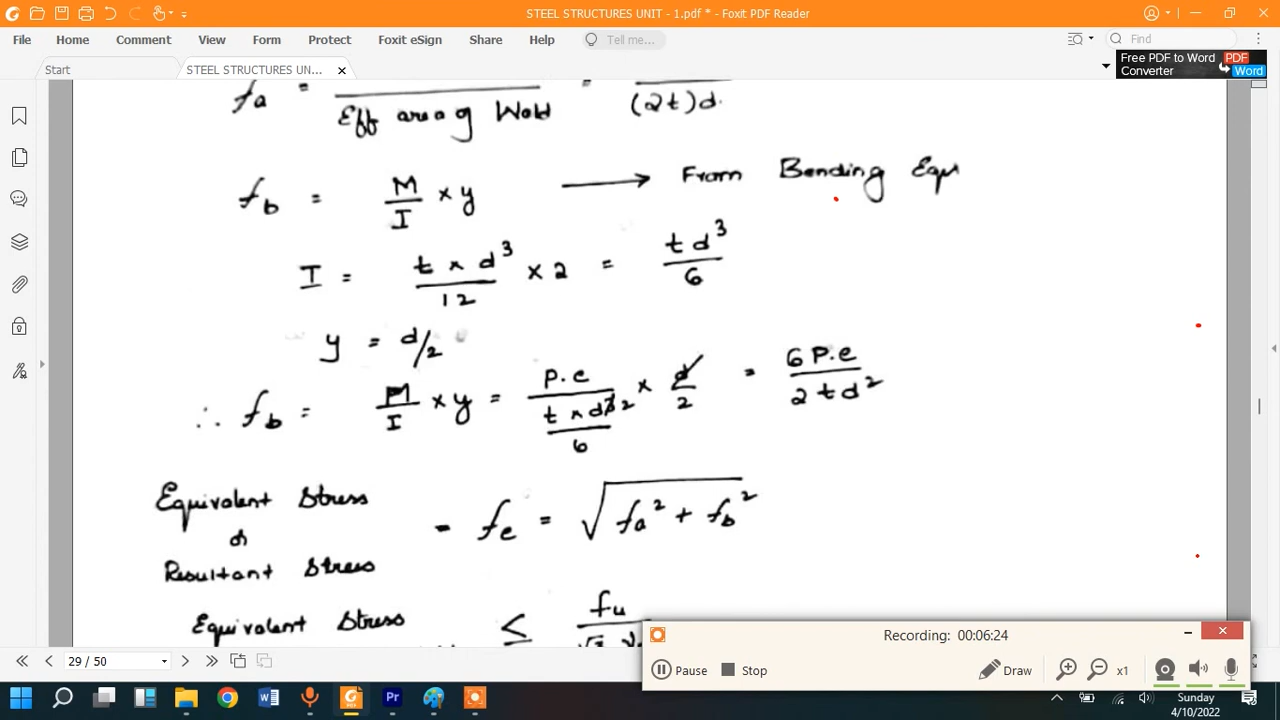 STEEL STRUCTURES UNIT - 1.pdf * - Foxit PDF Reader
File Home Comment View Form Protect Foxit eSign Share Help Tell me... Find
Start STEEL STRUCTURES UN... Free PDF to Word Converter PDF Word
fa = / Eff area of Weld = / (2t)d.
fb = M/I × y → From Bending Equ
I = t × d³/12 × 2 = td³/6
y = d/2
∴ fb = M/I × y = P.e / (t × d³ 2/6) × d/2 = 6 P.e / 2td²
Equivalent Stress
or
Resultant Stress
= fe = √fa² + fb²
Equivalent Stress ≤ fu
Recording: 00:06:24
29 / 50
Pause Stop Draw x1
Sunday
4/10/2022